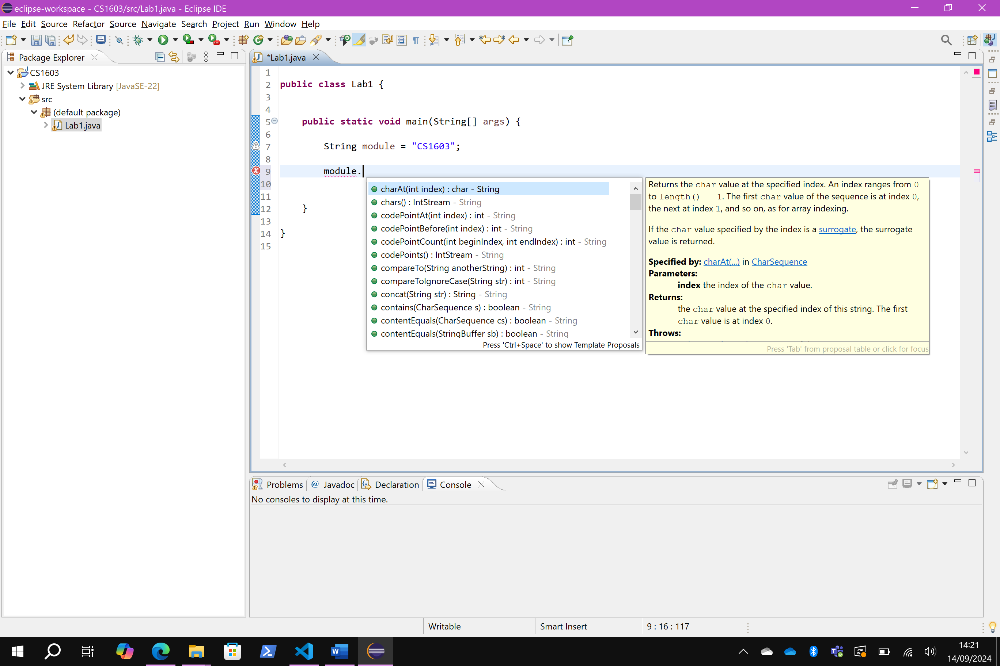 eclipse-workspace - CS1603/src/Lab1.java - Eclipse IDE
File Edit Source Refactor Source Navigate Search Project Run Window Help
Package Explorer
*Lab1.java
CS1603
JRE System Library [JavaSE-22]
src
(default package)
Lab1.java
1
2 public class Lab1 {
3
4
5 public static void main(String[] args) {
6
7 String module = "CS1603";
8
9 module.
10
11
12 }
13
14 }
15
charAt(int index) : char - String
chars() : IntStream - String
codePointAt(int index) : int - String
codePointBefore(int index) : int - String
codePointCount(int beginIndex, int endIndex) : int - String
codePoints() : IntStream - String
compareTo(String anotherString) : int - String
compareToIgnoreCase(String str) : int - String
concat(String str) : String - String
contains(CharSequence s) : boolean - String
contentEquals(CharSequence cs) : boolean - String
contentEquals(StringBuffer sb) : boolean - String
Press 'Ctrl+Space' to show Template Proposals
Returns the char value at the specified index. An index ranges from 0
to length() - 1. The first char value of the sequence is at index 0,
the next at index 1, and so on, as for array indexing.
If the char value specified by the index is a surrogate, the surrogate
value is returned.
Specified by: charAt(...) in CharSequence
Parameters:
index the index of the char value.
Returns:
the char value at the specified index of this string. The first
char value is at index 0.
Throws:
Press 'Tab' from proposal table or click for focus
Problems @ Javadoc Declaration Console
No consoles to display at this time.
Writable Smart Insert 9 : 16 : 117
14:21
14/09/2024